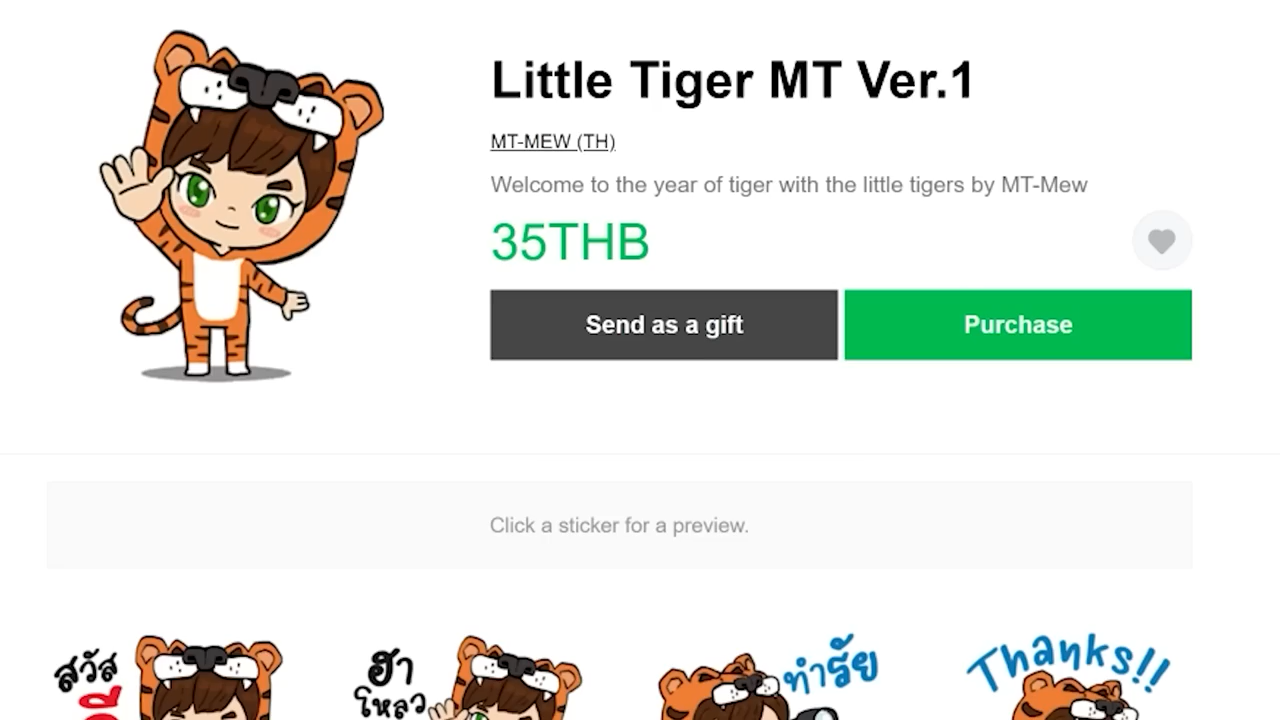 Little Tiger MT Ver.1
MT-MEW (TH)
Welcome to the year of tiger with the little tigers by MT-Mew
35THB
Send as a gift
Purchase
Click a sticker for a preview.
สวัส
ฮา
โหลว
ทำรัย
Thanks!!